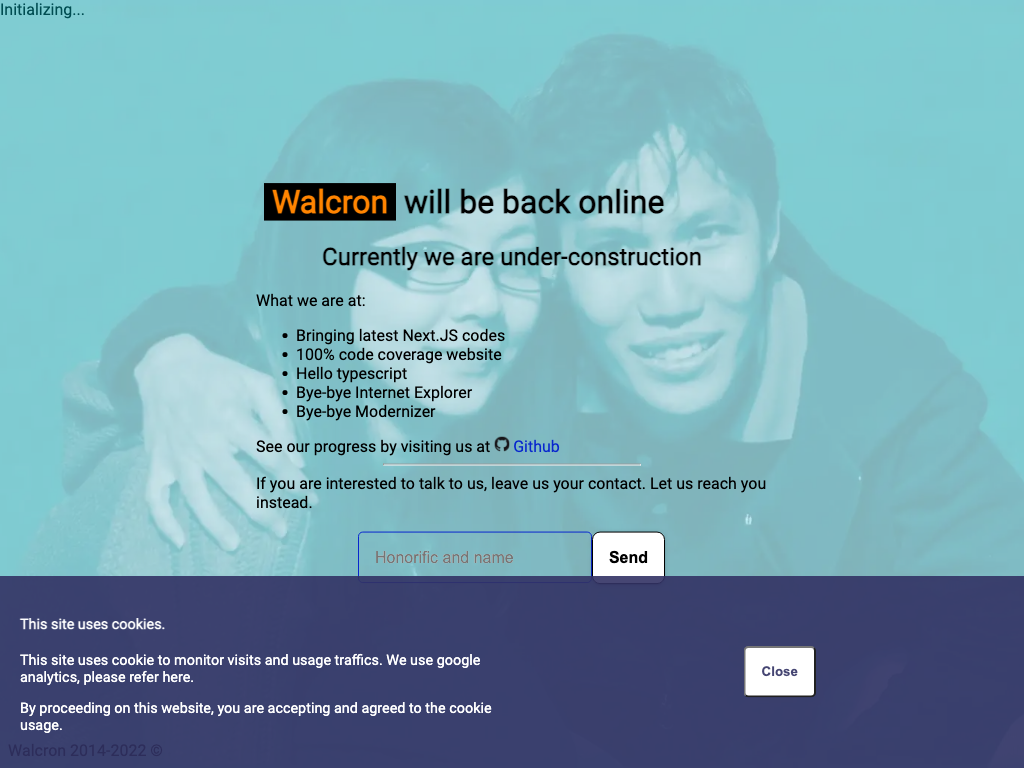 Initializing...
Walcron will be back online
Currently we are under-construction
What we are at:
• Bringing latest Next.JS codes
• 100% code coverage website
• Hello typescript
• Bye-bye Internet Explorer
• Bye-bye Modernizer
See our progress by visiting us at Github
If you are interested to talk to us, leave us your contact. Let us reach you
instead.
Honorific and name
Send
This site uses cookies.
This site uses cookie to monitor visits and usage traffics. We use google
analytics, please refer here.
Close
By proceeding on this website, you are accepting and agreed to the cookie
usage.
Walcron 2014-2022 ©